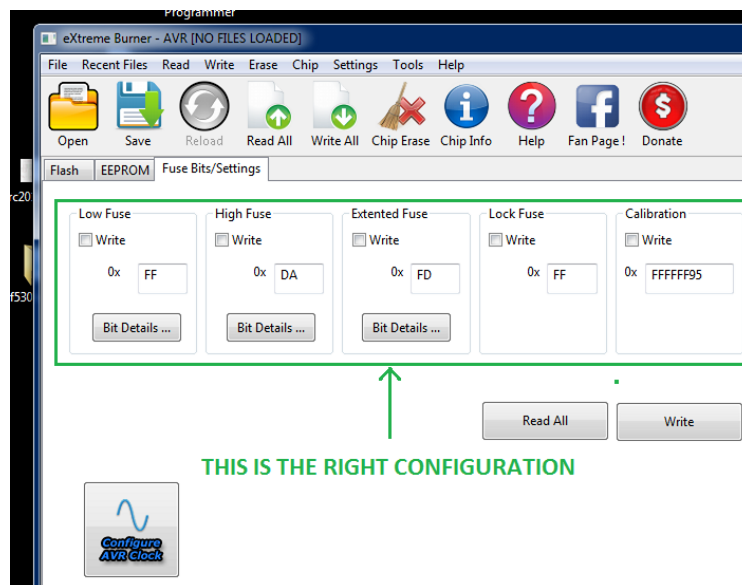 Programmer
eXtreme Burner - AVR [NO FILES LOADED]
File Recent Files Read Write Erase Chip Settings Tools Help
Open Save Reload Read All Write All Chip Erase Chip Info Help Fan Page! Donate
Flash EEPROM Fuse Bits/Settings
rc20
Low Fuse High Fuse Extented Fuse Lock Fuse Calibration
Write Write Write Write Write
0x FF 0x DA 0x FD 0x FF 0x FFFFFF95
f530
Bit Details ... Bit Details ... Bit Details ...
Read All Write
THIS IS THE RIGHT CONFIGURATION
Configure
AVR Clock